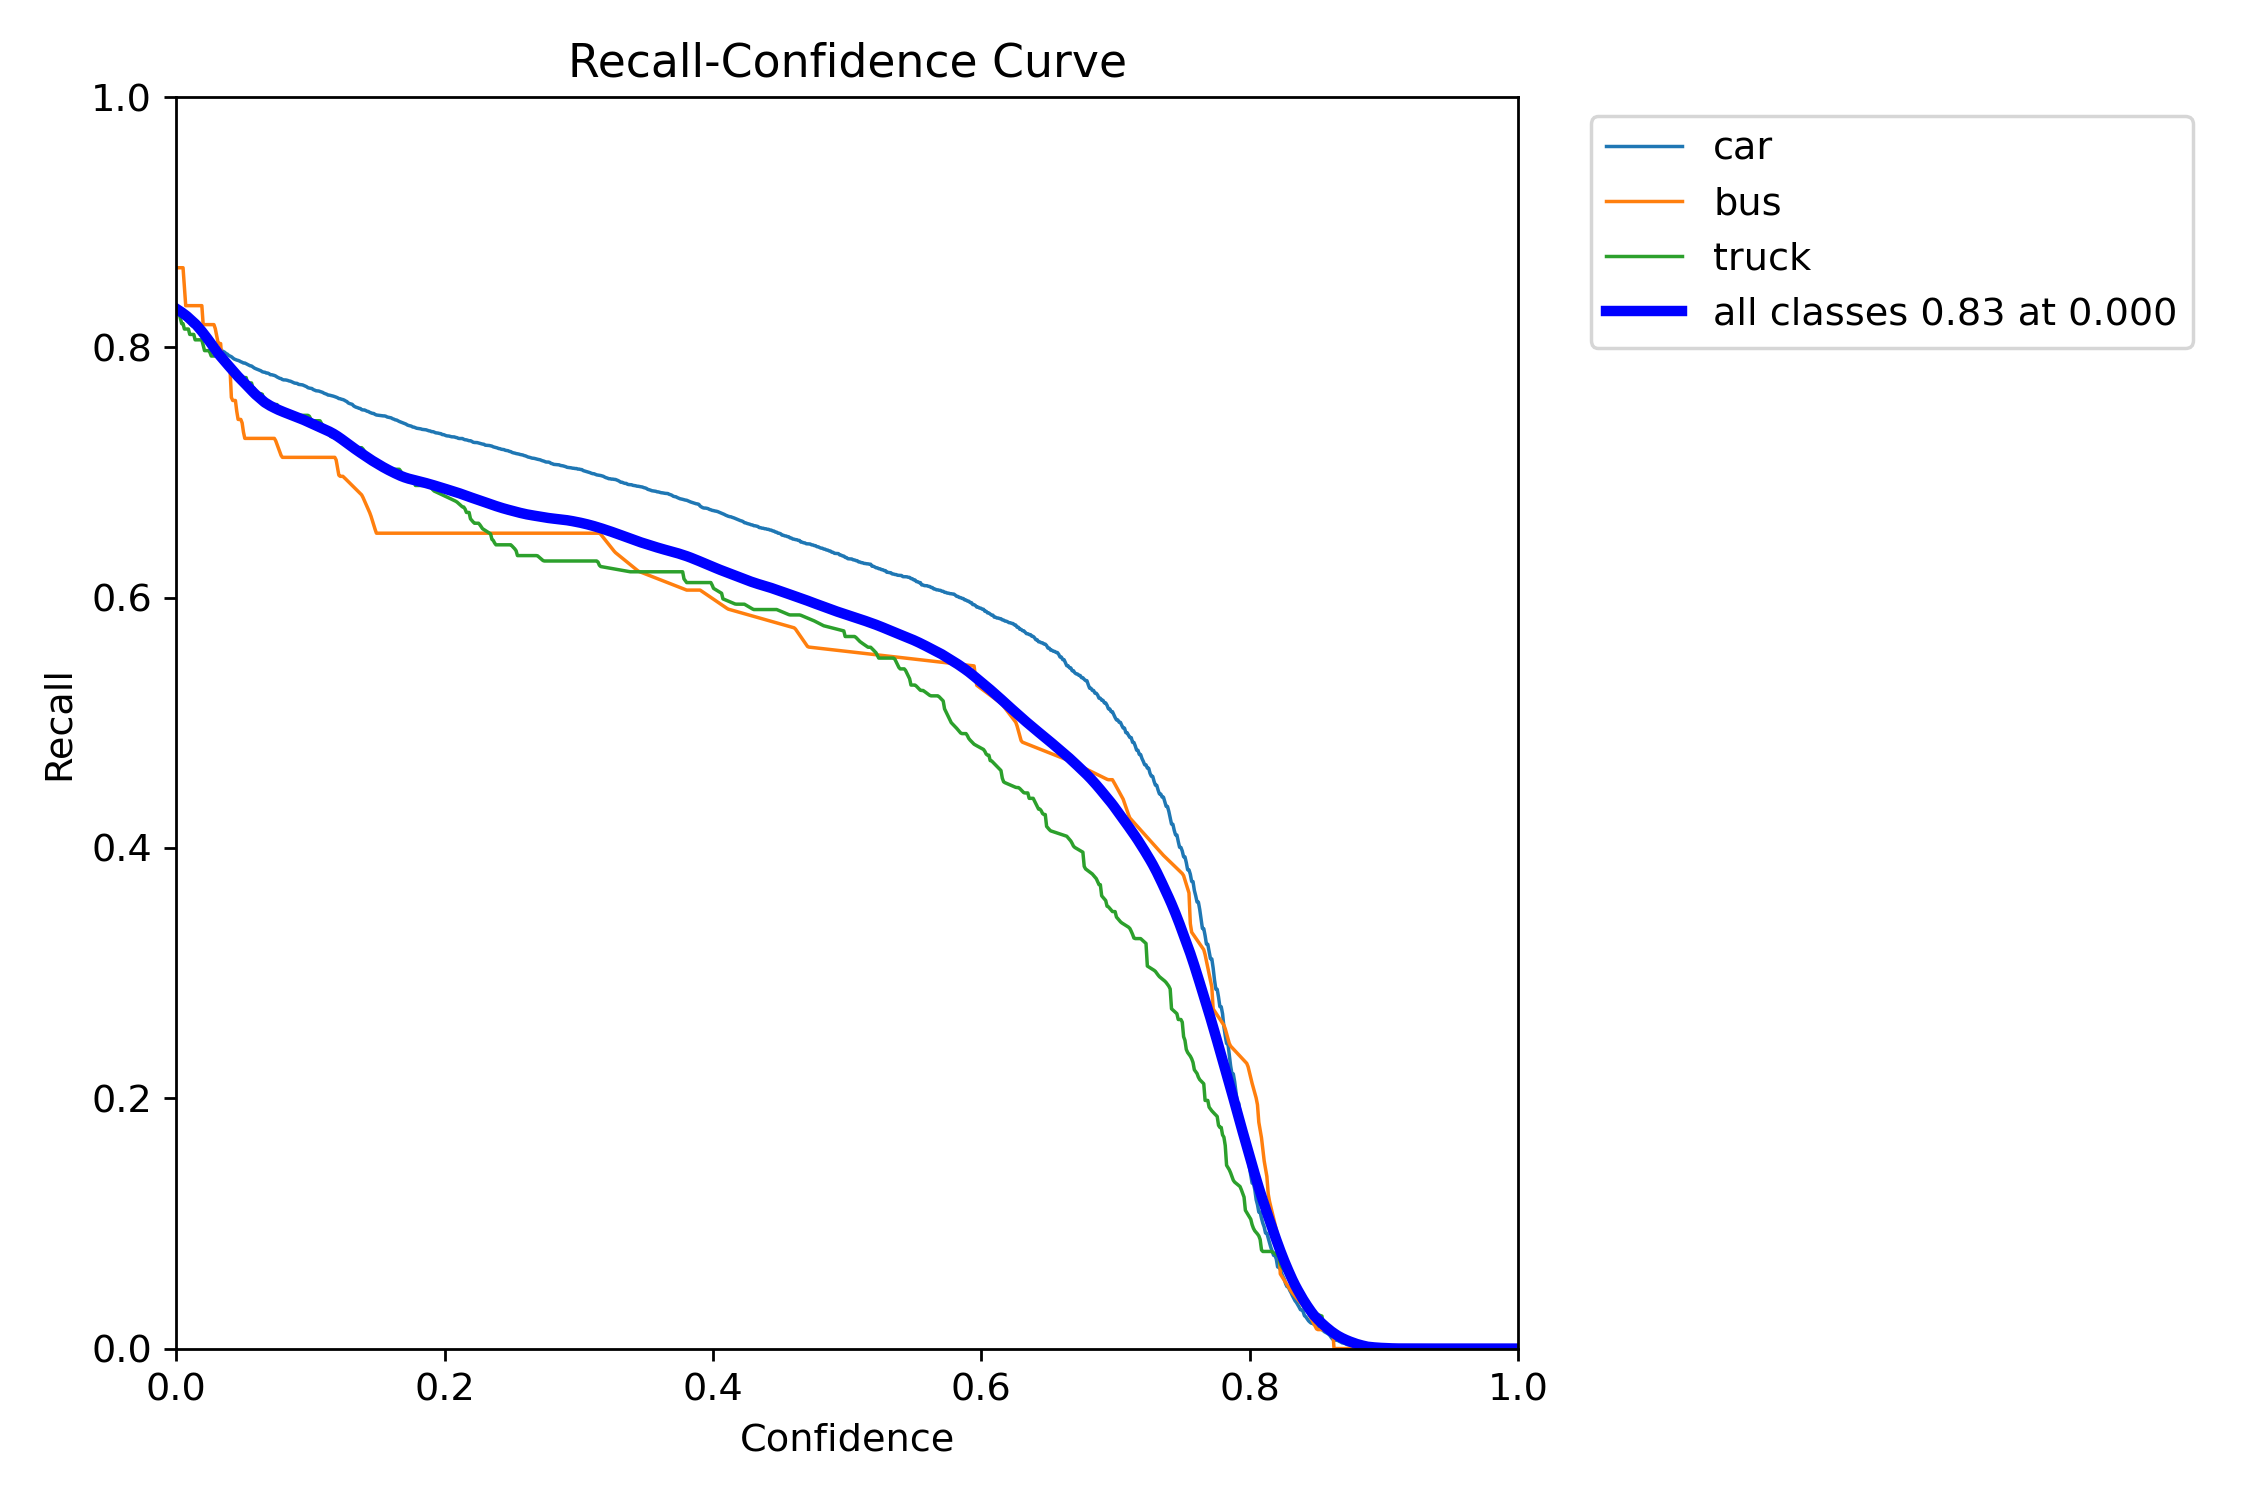 Recall-Confidence Curve
1.0
0.8
0.6
0.4
0.2
0.0
Recall
0.0 0.2 0.4 0.6 0.8 1.0
Confidence
car
bus
truck
all classes 0.83 at 0.000